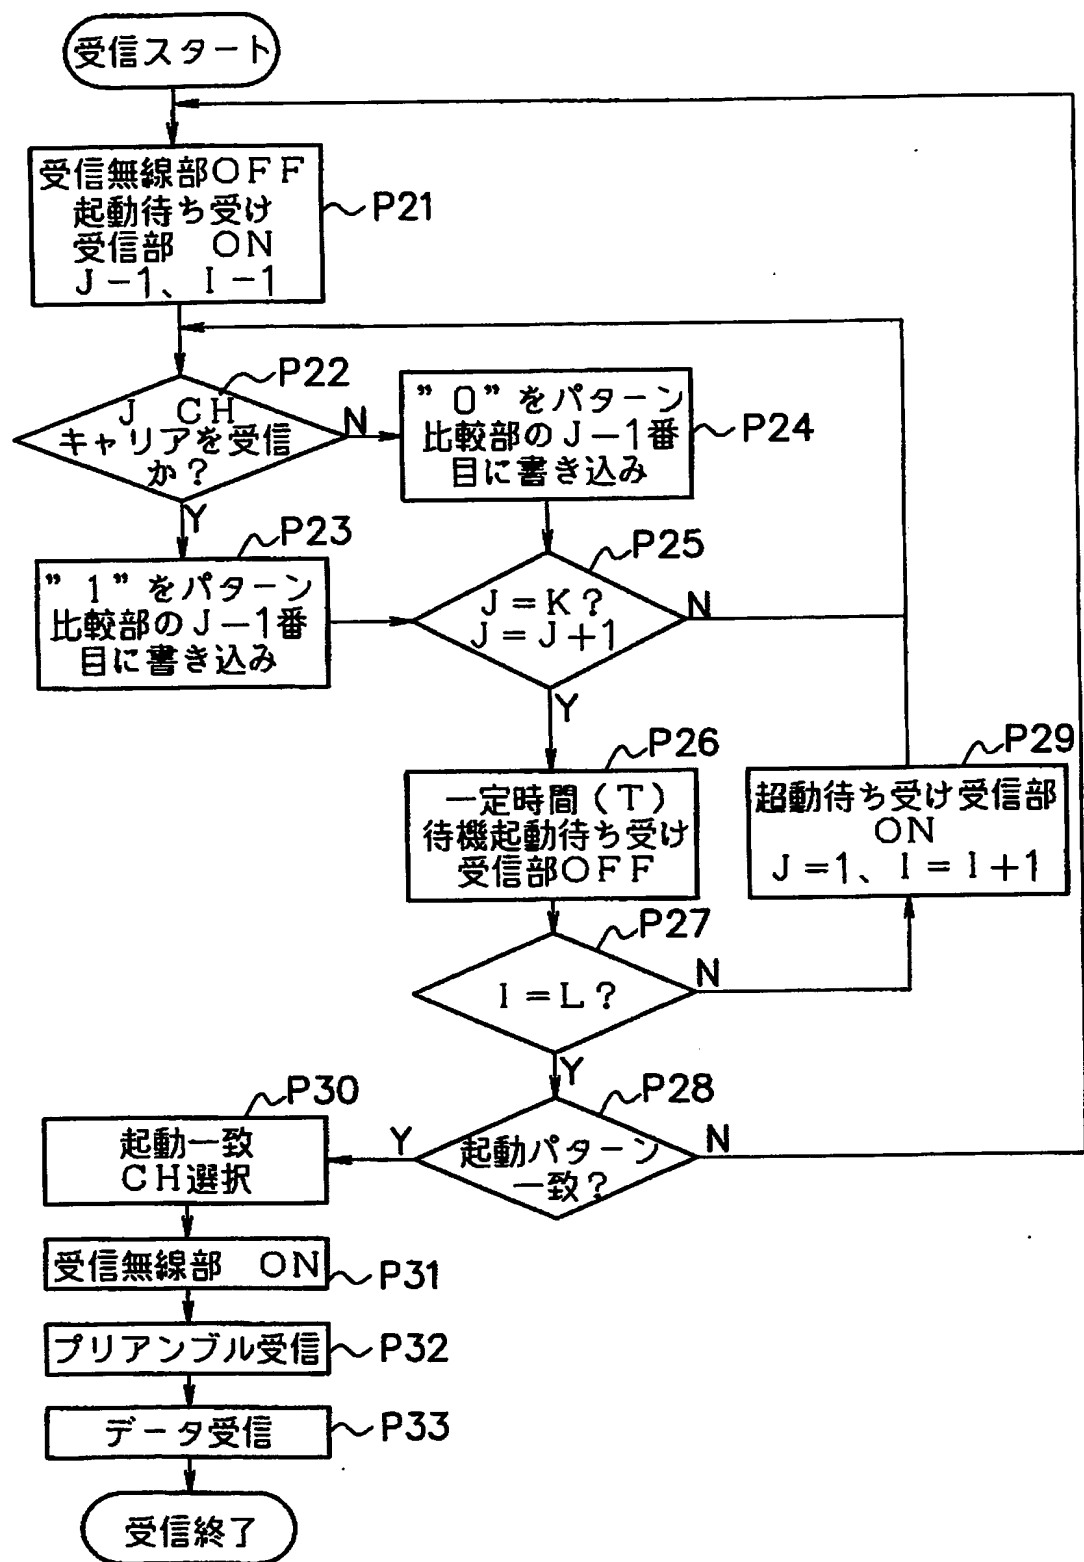 受信スタート
受信無線部OFF
起動待ち受け
受信部 ON
J-1、I-1
P21
P22
J CH
キャリアを受信
か?
N
Y
"0"をパターン
比較部のJ-1番
目に書き込み
P24
P23
"1"をパターン
比較部のJ-1番
目に書き込み
P25
J=K?
J=J+1
N
Y
P26
一定時間(T)
待機起動待ち受け
受信部OFF
P29
超動待ち受け受信部
ON
J=1、I=I+1
P27
I=L?
N
Y
P28
起動パターン
一致?
N
Y
P30
起動一致
CH選択
受信無線部 ON
P31
プリアンブル受信
P32
データ受信
P33
受信終了